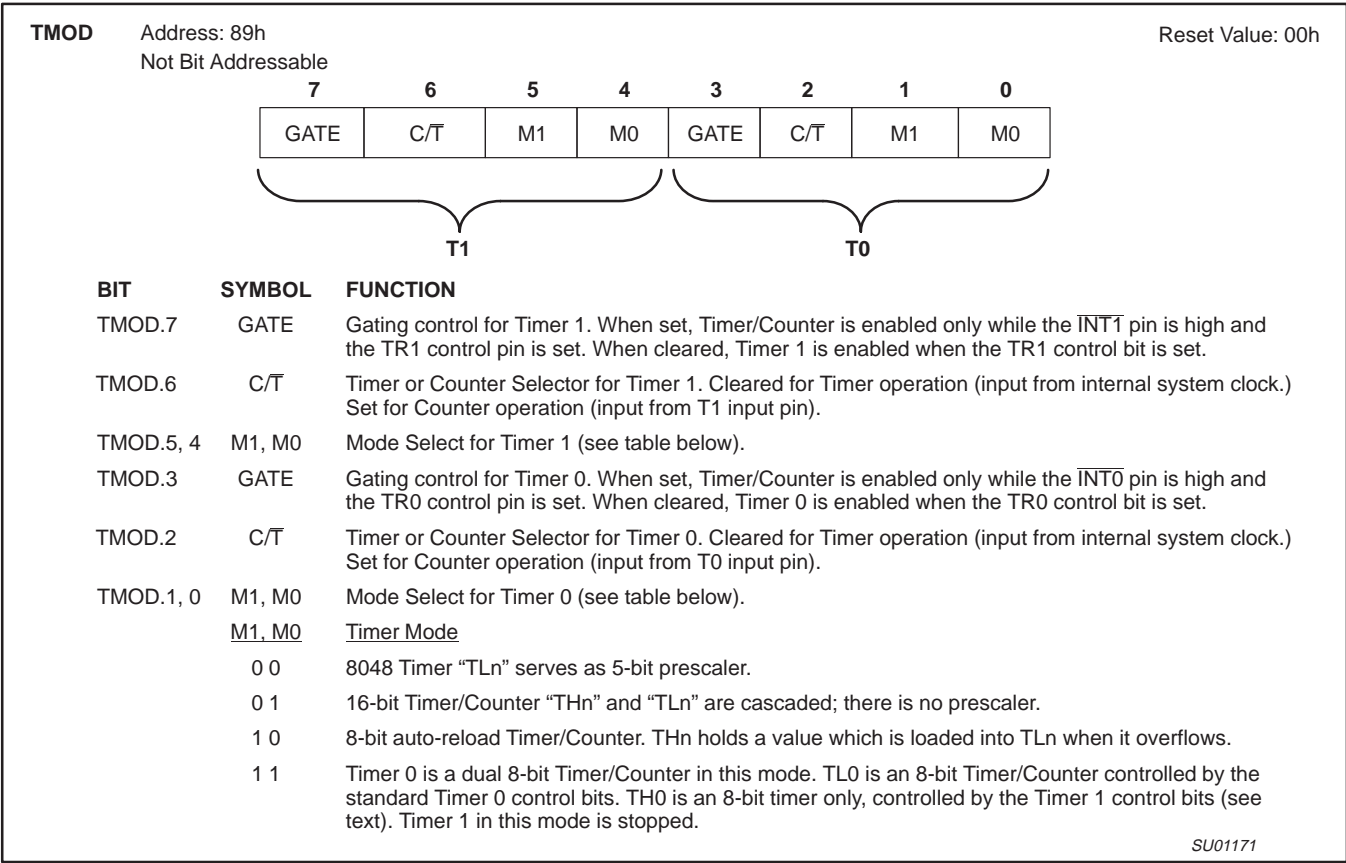 TMOD Address: 89h Reset Value: 00h
Not Bit Addressable
7 6 5 4 3 2 1 0
GATE C/T̅ M1 M0 GATE C/T̅ M1 M0
T1 T0
BIT SYMBOL FUNCTION
TMOD.7 GATE Gating control for Timer 1. When set, Timer/Counter is enabled only while the I̅N̅T̅1̅ pin is high and
the TR1 control pin is set. When cleared, Timer 1 is enabled when the TR1 control bit is set.
TMOD.6 C/T̅ Timer or Counter Selector for Timer 1. Cleared for Timer operation (input from internal system clock.)
Set for Counter operation (input from T1 input pin).
TMOD.5, 4 M1, M0 Mode Select for Timer 1 (see table below).
TMOD.3 GATE Gating control for Timer 0. When set, Timer/Counter is enabled only while the I̅N̅T̅0̅ pin is high and
the TR0 control pin is set. When cleared, Timer 0 is enabled when the TR0 control bit is set.
TMOD.2 C/T̅ Timer or Counter Selector for Timer 0. Cleared for Timer operation (input from internal system clock.)
Set for Counter operation (input from T0 input pin).
TMOD.1, 0 M1, M0 Mode Select for Timer 0 (see table below).
M1, M0 Timer Mode
0 0 8048 Timer “TLn” serves as 5-bit prescaler.
0 1 16-bit Timer/Counter “THn” and “TLn” are cascaded; there is no prescaler.
1 0 8-bit auto-reload Timer/Counter. THn holds a value which is loaded into TLn when it overflows.
1 1 Timer 0 is a dual 8-bit Timer/Counter in this mode. TL0 is an 8-bit Timer/Counter controlled by the
standard Timer 0 control bits. TH0 is an 8-bit timer only, controlled by the Timer 1 control bits (see
text). Timer 1 in this mode is stopped.
SU01171